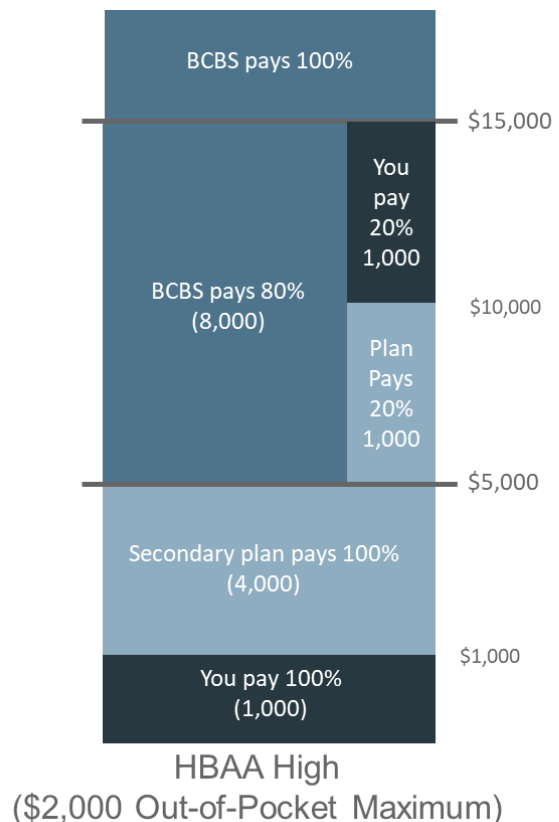 BCBS pays 100%
$15,000
You
pay
20%
1,000
BCBS pays 80%
(8,000)
$10,000
Plan
Pays
20%
1,000
$5,000
Secondary plan pays 100%
(4,000)
$1,000
You pay 100%
(1,000)
HBAA High
($2,000 Out-of-Pocket Maximum)